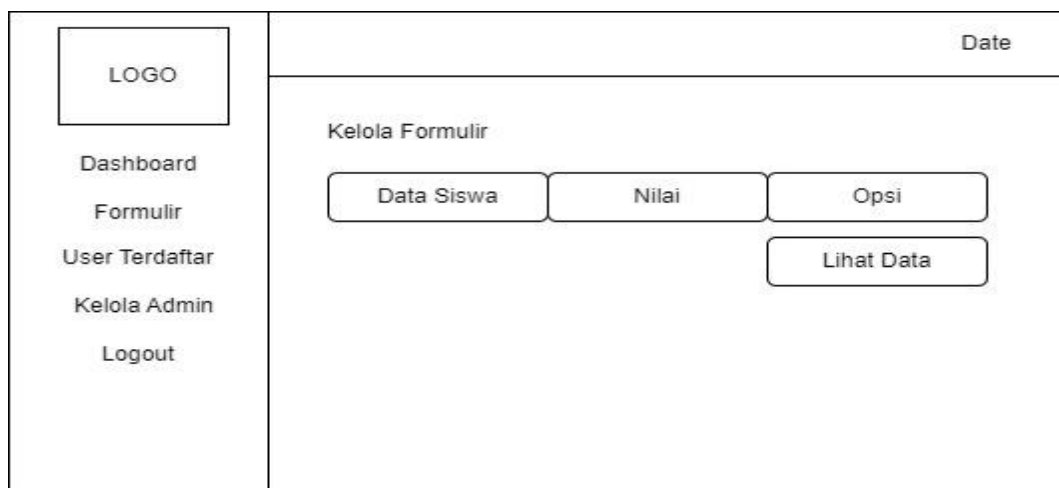 LOGO
Dashboard
Formulir
User Terdaftar
Kelola Admin
Logout
Date
Kelola Formulir
Data Siswa
Nilai
Opsi
Lihat Data